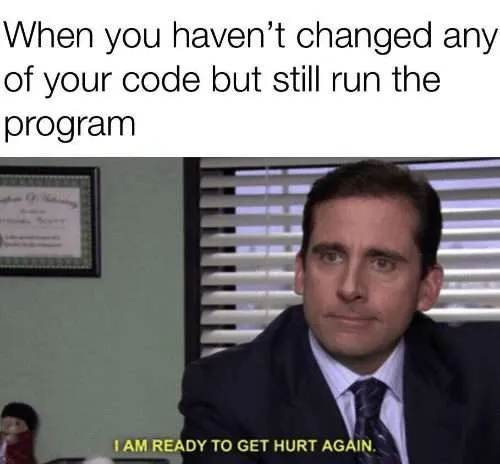 When you haven't changed any
of your code but still run the
program
I AM READY TO GET HURT AGAIN.